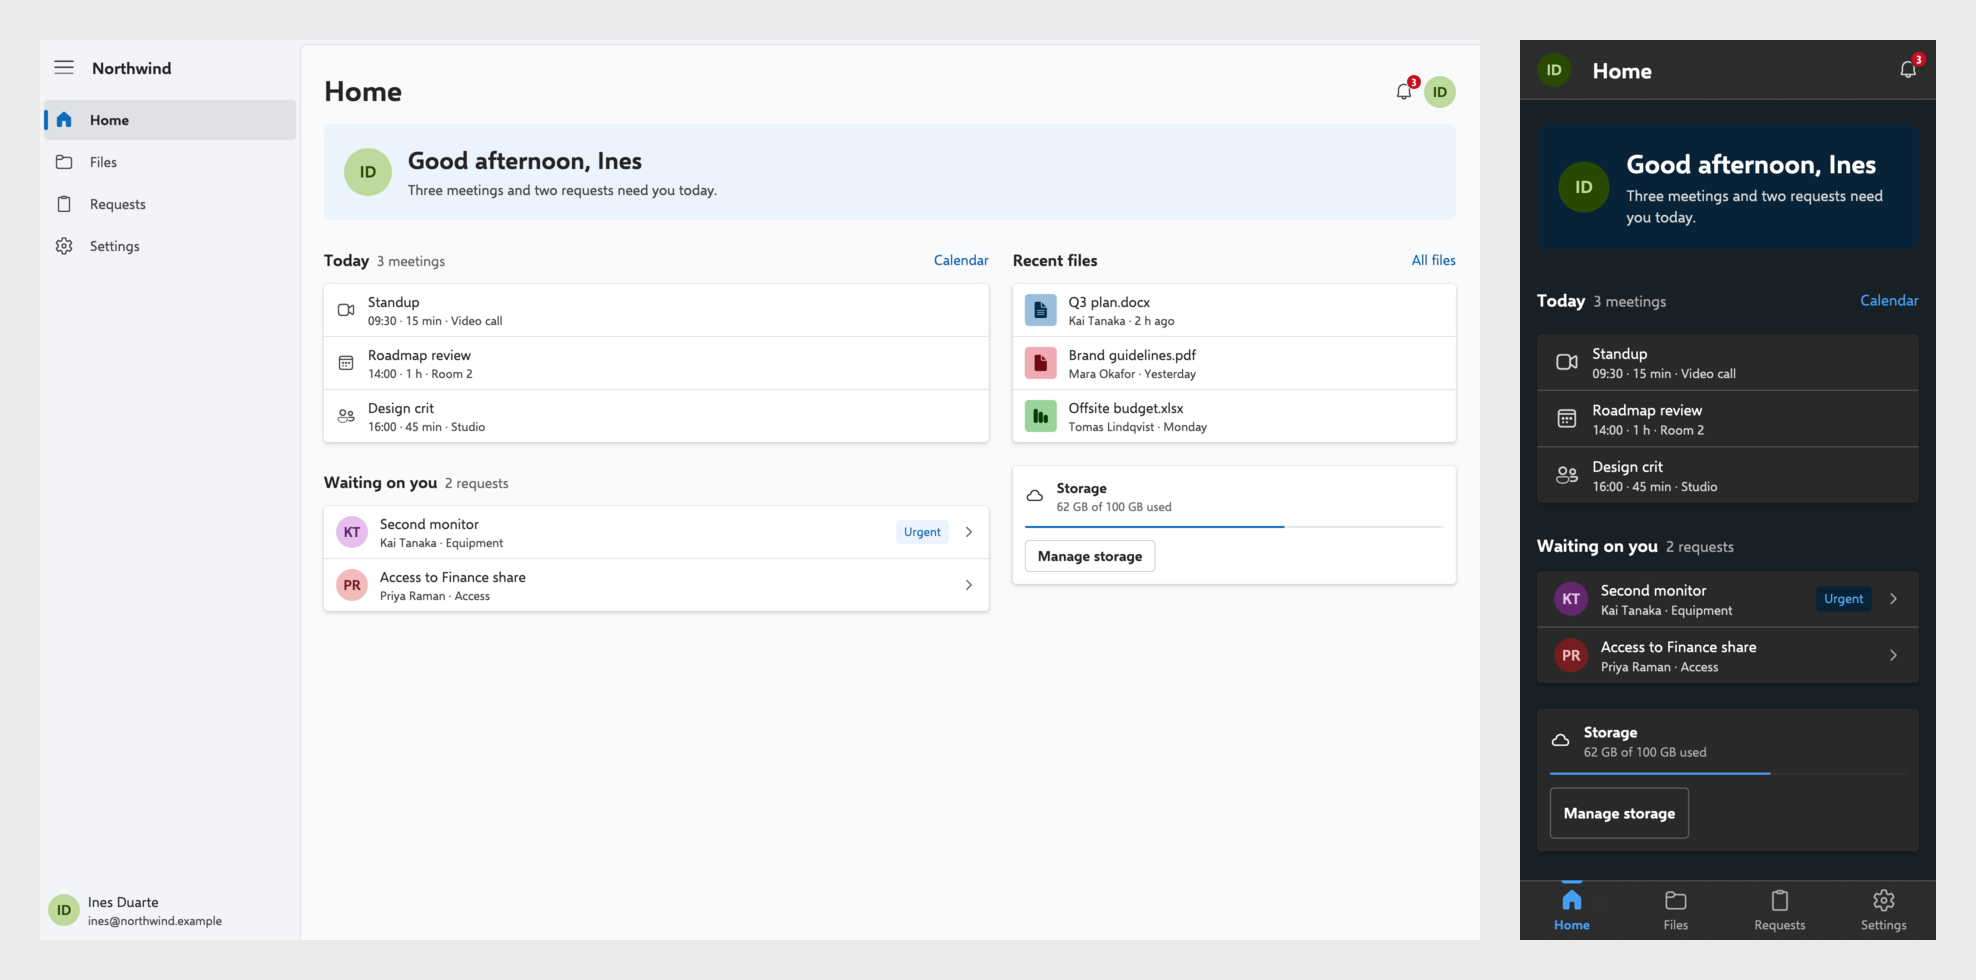 Northwind
Home
Files
Requests
Settings
ID
Ines Duarte
ines@northwind.example
Home
3
ID
ID
Good afternoon, Ines
Three meetings and two requests need you today.
Today 3 meetings
Calendar
Standup
09:30 · 15 min · Video call
Roadmap review
14:00 · 1 h · Room 2
Design crit
16:00 · 45 min · Studio
Waiting on you 2 requests
KT
Second monitor
Kai Tanaka · Equipment
Urgent
PR
Access to Finance share
Priya Raman · Access
Recent files
All files
Q3 plan.docx
Kai Tanaka · 2 h ago
Brand guidelines.pdf
Mara Okafor · Yesterday
Offsite budget.xlsx
Tomas Lindqvist · Monday
Storage
62 GB of 100 GB used
Manage storage
ID
Home
3
ID
Good afternoon, Ines
Three meetings and two requests need
you today.
Today 3 meetings
Calendar
Standup
09:30 · 15 min · Video call
Roadmap review
14:00 · 1 h · Room 2
Design crit
16:00 · 45 min · Studio
Waiting on you 2 requests
KT
Second monitor
Kai Tanaka · Equipment
Urgent
PR
Access to Finance share
Priya Raman · Access
Storage
62 GB of 100 GB used
Manage storage
Home
Files
Requests
Settings